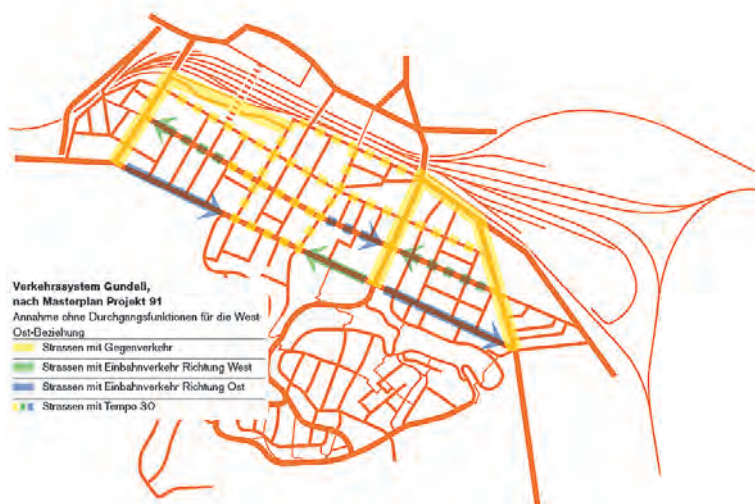 Verkehrssystem Gundeli,
nach Masterplan Projekt 91
Annahme ohne Durchgangsfunktionen für die West-
Ost-Beziehung
Strassen mit Gegenverkehr
Strassen mit Einbahnverkehr Richtung West
Strassen mit Einbahnverkehr Richtung Ost
Strassen mit Tempo 30